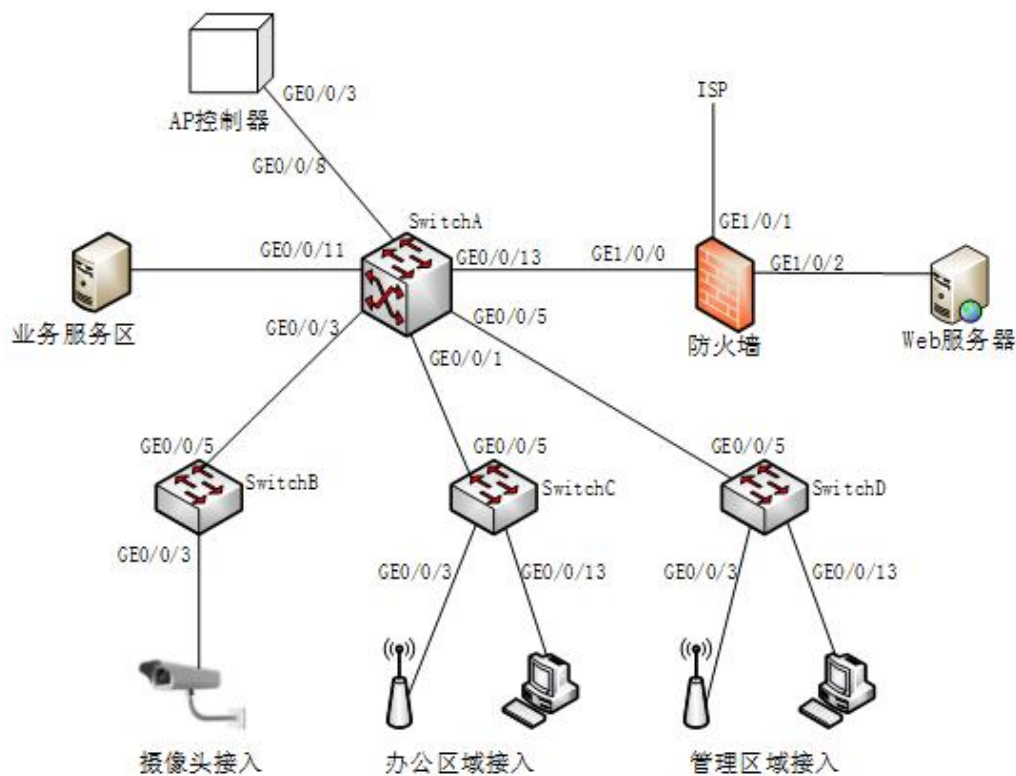 GE0/0/3
AP控制器
ISP
GE0/0/8
SwitchA
GE1/0/1
GE0/0/11
GE0/0/13
GE1/0/0
GE1/0/2
业务服务区
GE0/0/3
GE0/0/5
防火墙
Web服务器
GE0/0/1
GE0/0/5
GE0/0/5
GE0/0/5
SwitchB
SwitchC
SwitchD
GE0/0/3
GE0/0/3
GE0/0/13
GE0/0/3
GE0/0/13
摄像头接入
办公区域接入
管理区域接入